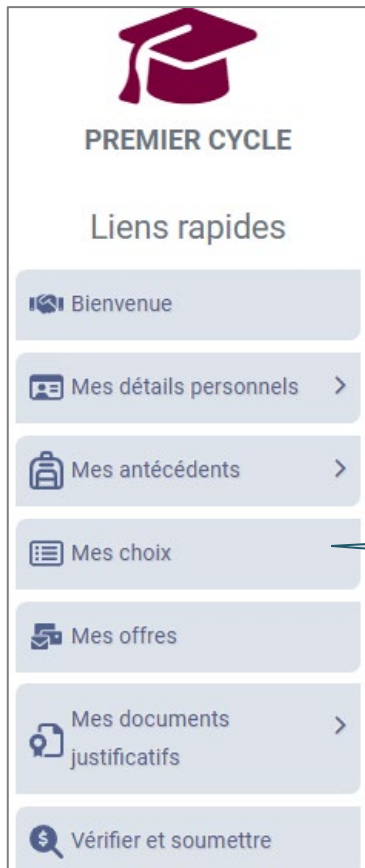 PREMIER CYCLE
Liens rapides
Bienvenue
Mes détails personnels
Mes antécédents
Mes choix
Mes offres
Mes documents
justificatifs
Vérifier et soumettre